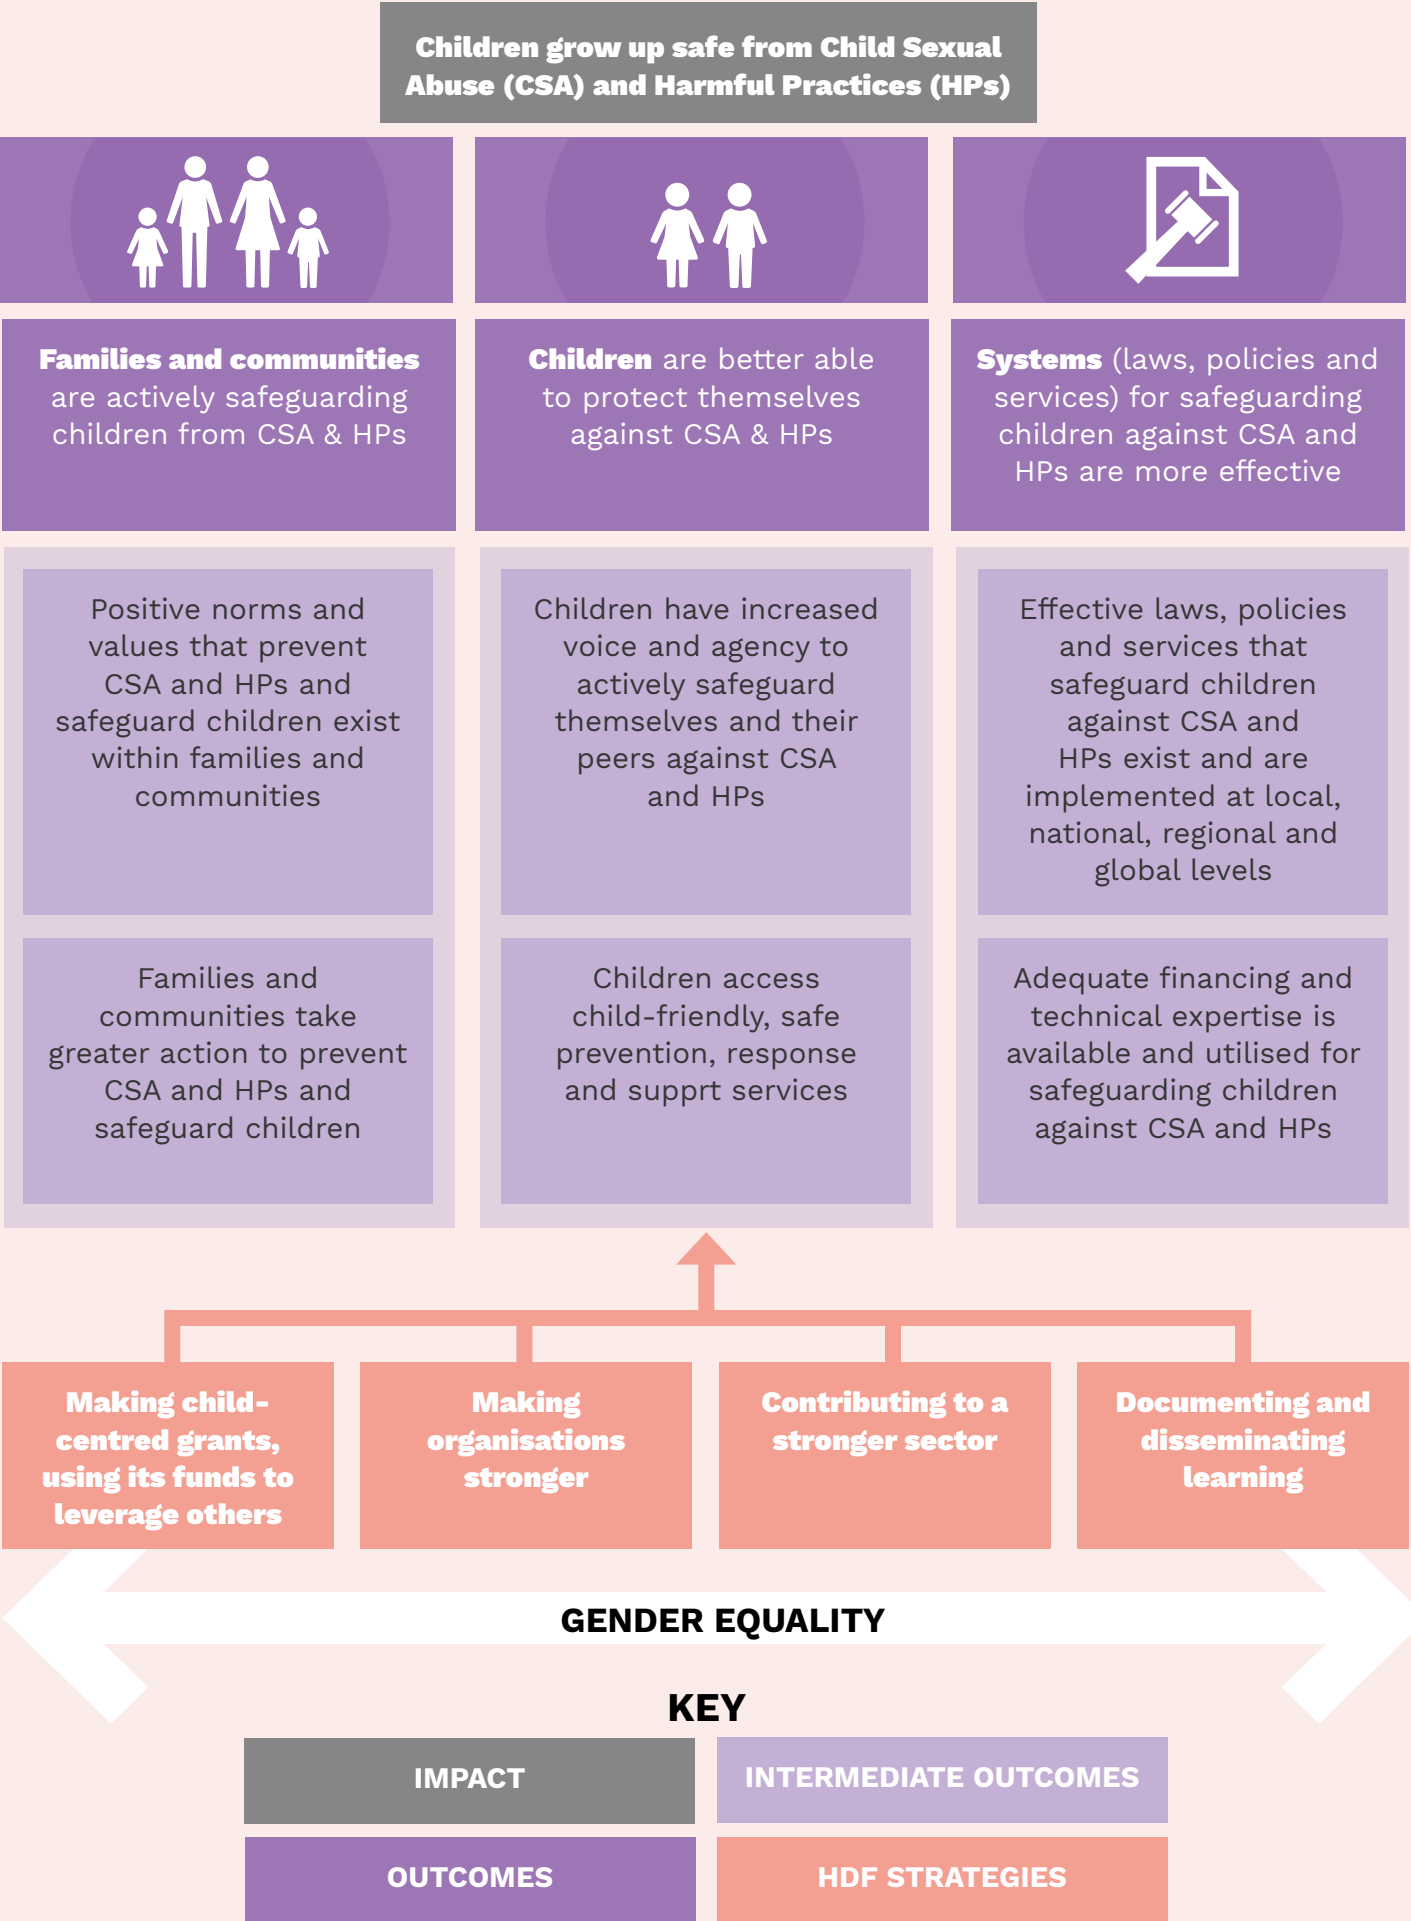 Children grow up safe from Child Sexual
Abuse (CSA) and Harmful Practices (HPs)
Families and communities
are actively safeguarding
children from CSA & HPs
Children are better able
to protect themselves
against CSA & HPs
Systems (laws, policies and
services) for safeguarding
children against CSA and
HPs are more effective
Positive norms and
values that prevent
CSA and HPs and
safeguard children exist
within families and
communities
Children have increased
voice and agency to
actively safeguard
themselves and their
peers against CSA
and HPs
Effective laws, policies
and services that
safeguard children
against CSA and
HPs exist and are
implemented at local,
national, regional and
global levels
Families and
communities take
greater action to prevent
CSA and HPs and
safeguard children
Children access
child-friendly, safe
prevention, response
and supprt services
Adequate financing and
technical expertise is
available and utilised for
safeguarding children
against CSA and HPs
Making child-
centred grants,
using its funds to
leverage others
Making
organisations
stronger
Contributing to a
stronger sector
Documenting and
disseminating
learning
GENDER EQUALITY
KEY
IMPACT
INTERMEDIATE OUTCOMES
OUTCOMES
HDF STRATEGIES